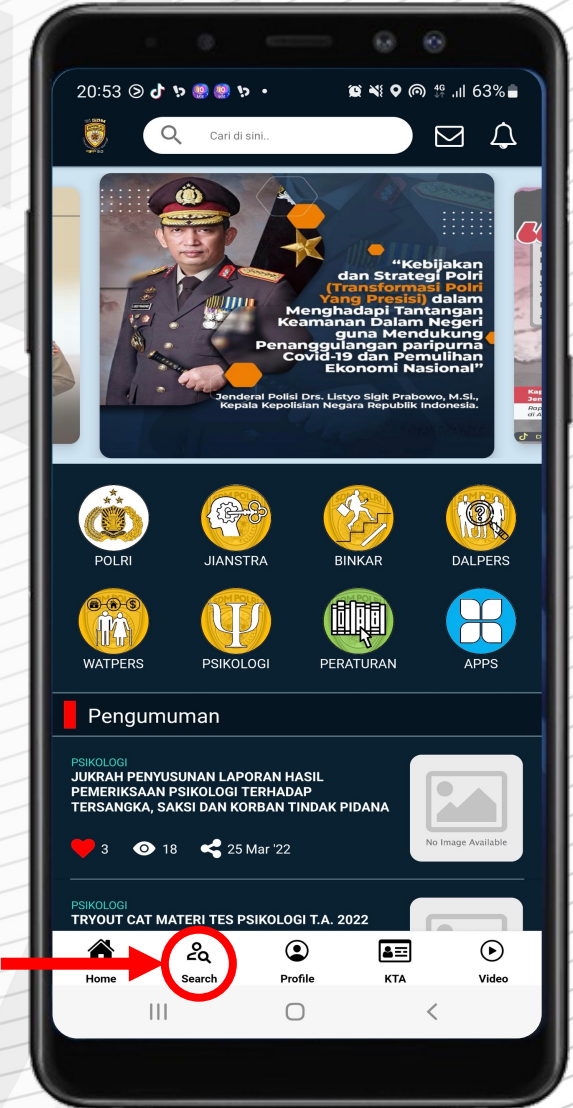 20:53
4G
63%
SDM
Cari di sini..
“Kebijakan
dan Strategi Polri
(Transformasi Polri
Yang Presisi) dalam
Menghadapi Tantangan
Keamanan Dalam Negeri
guna Mendukung
Penanggulangan paripurna
Covid-19 dan Pemulihan
Ekonomi Nasional”
Jenderal Polisi Drs. Listyo Sigit Prabowo, M.Si.,
Kepala Kepolisian Negara Republik Indonesia.
POLRI
JIANSTRA
BINKAR
DALPERS
WATPERS
PSIKOLOGI
PERATURAN
APPS
Pengumuman
PSIKOLOGI
JUKRAH PENYUSUNAN LAPORAN HASIL
PEMERIKSAAN PSIKOLOGI TERHADAP
TERSANGKA, SAKSI DAN KORBAN TINDAK PIDANA
No Image Available
3
18
25 Mar '22
PSIKOLOGI
TRYOUT CAT MATERI TES PSIKOLOGI T.A. 2022
Home
Search
Profile
KTA
Video